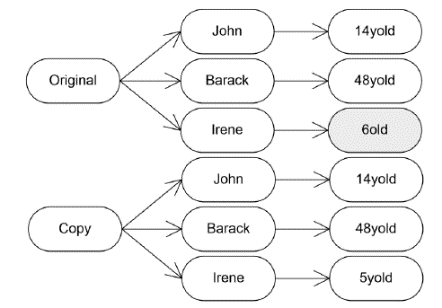 John
14yold
Original
Barack
48yold
Irene
6old
John
14yold
Copy
Barack
48yold
Irene
5yold